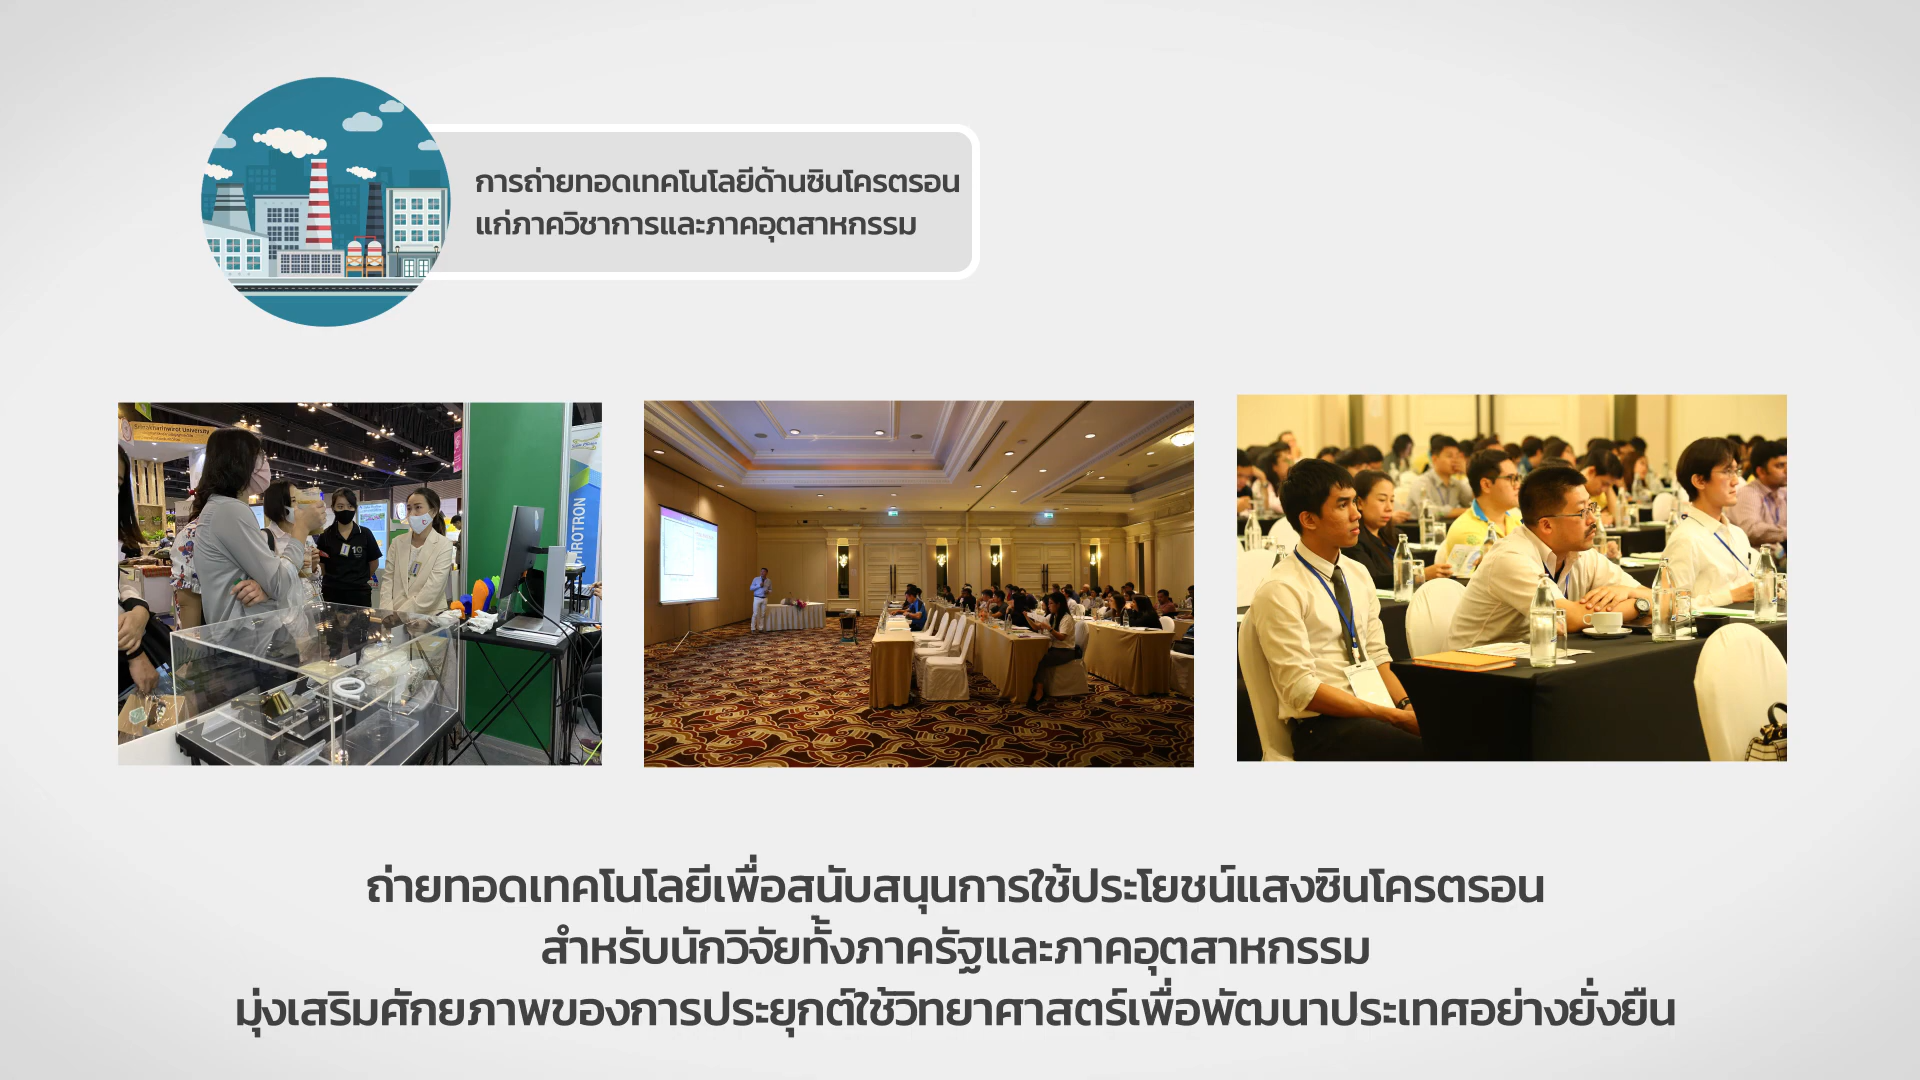 การถ่ายทอดเทคโนโลยีด้านซินโครตรอน
แก่ภาควิชาการและภาคอุตสาหกรรม
Srinakharinwirot University
ถ่ายทอดเทคโนโลยีเพื่อสนับสนุนการใช้ประโยชน์แสงซินโครตรอน
สำหรับนักวิจัยทั้งภาครัฐและภาคอุตสาหกรรม
มุ่งเสริมศักยภาพของการประยุกต์ใช้วิทยาศาสตร์เพื่อพัฒนาประเทศอย่างยั่งยืน